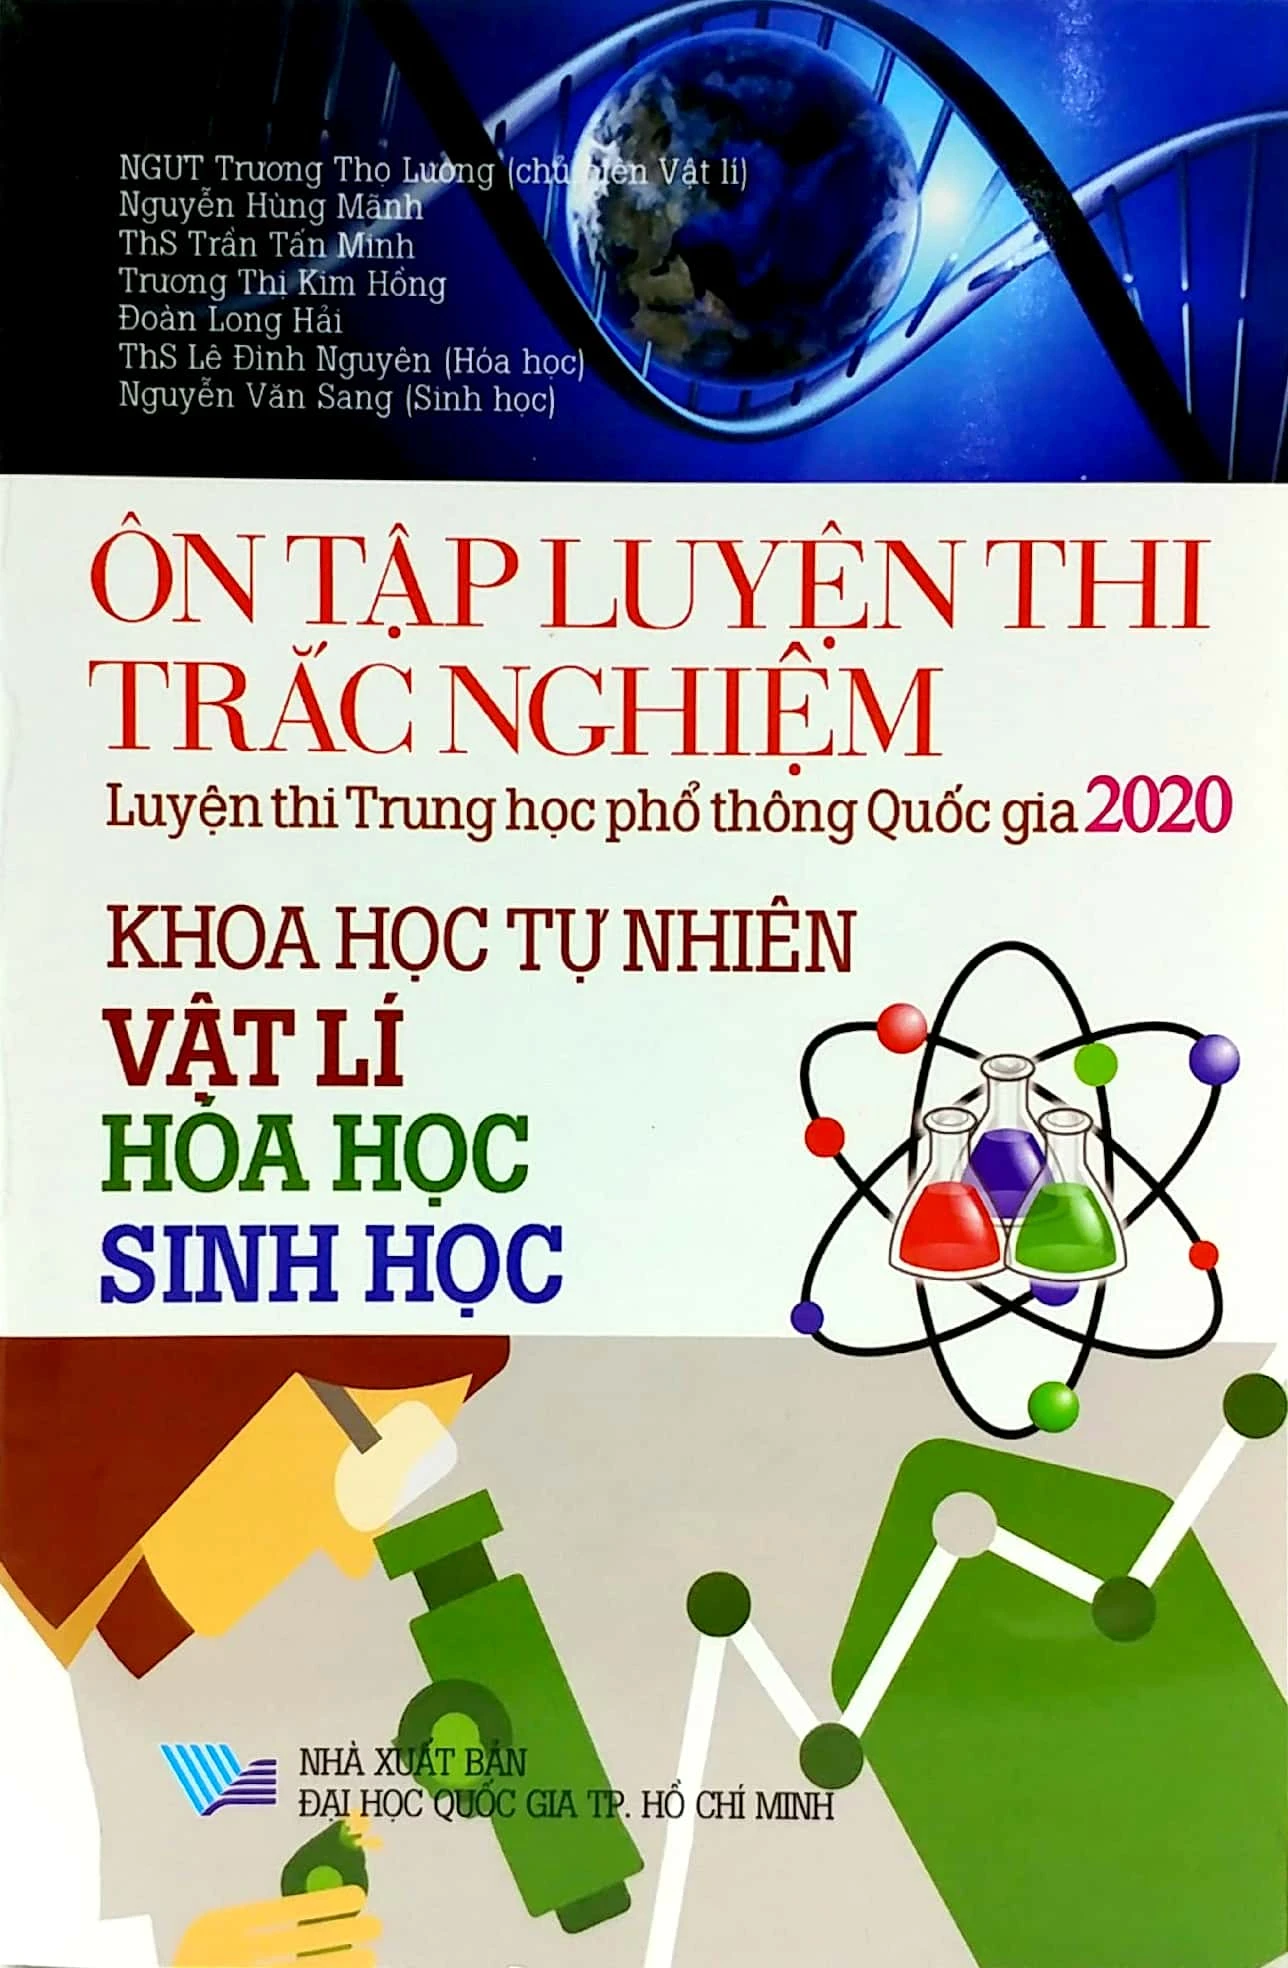 NGƯT Trương Thọ Lương (chủ biên Vật lí)
Nguyễn Hùng Mãnh
ThS Trần Tấn Minh
Trương Thị Kim Hồng
Đoàn Long Hải
ThS Lê Đình Nguyên (Hóa học)
Nguyễn Văn Sang (Sinh học)
ÔN TẬP LUYỆN THI
TRẮC NGHIỆM
Luyện thi Trung học phổ thông Quốc gia 2020
KHOA HỌC TỰ NHIÊN
VẬT LÍ
HÓA HỌC
SINH HỌC
NHÀ XUẤT BẢN
ĐẠI HỌC QUỐC GIA TP. HỒ CHÍ MINH